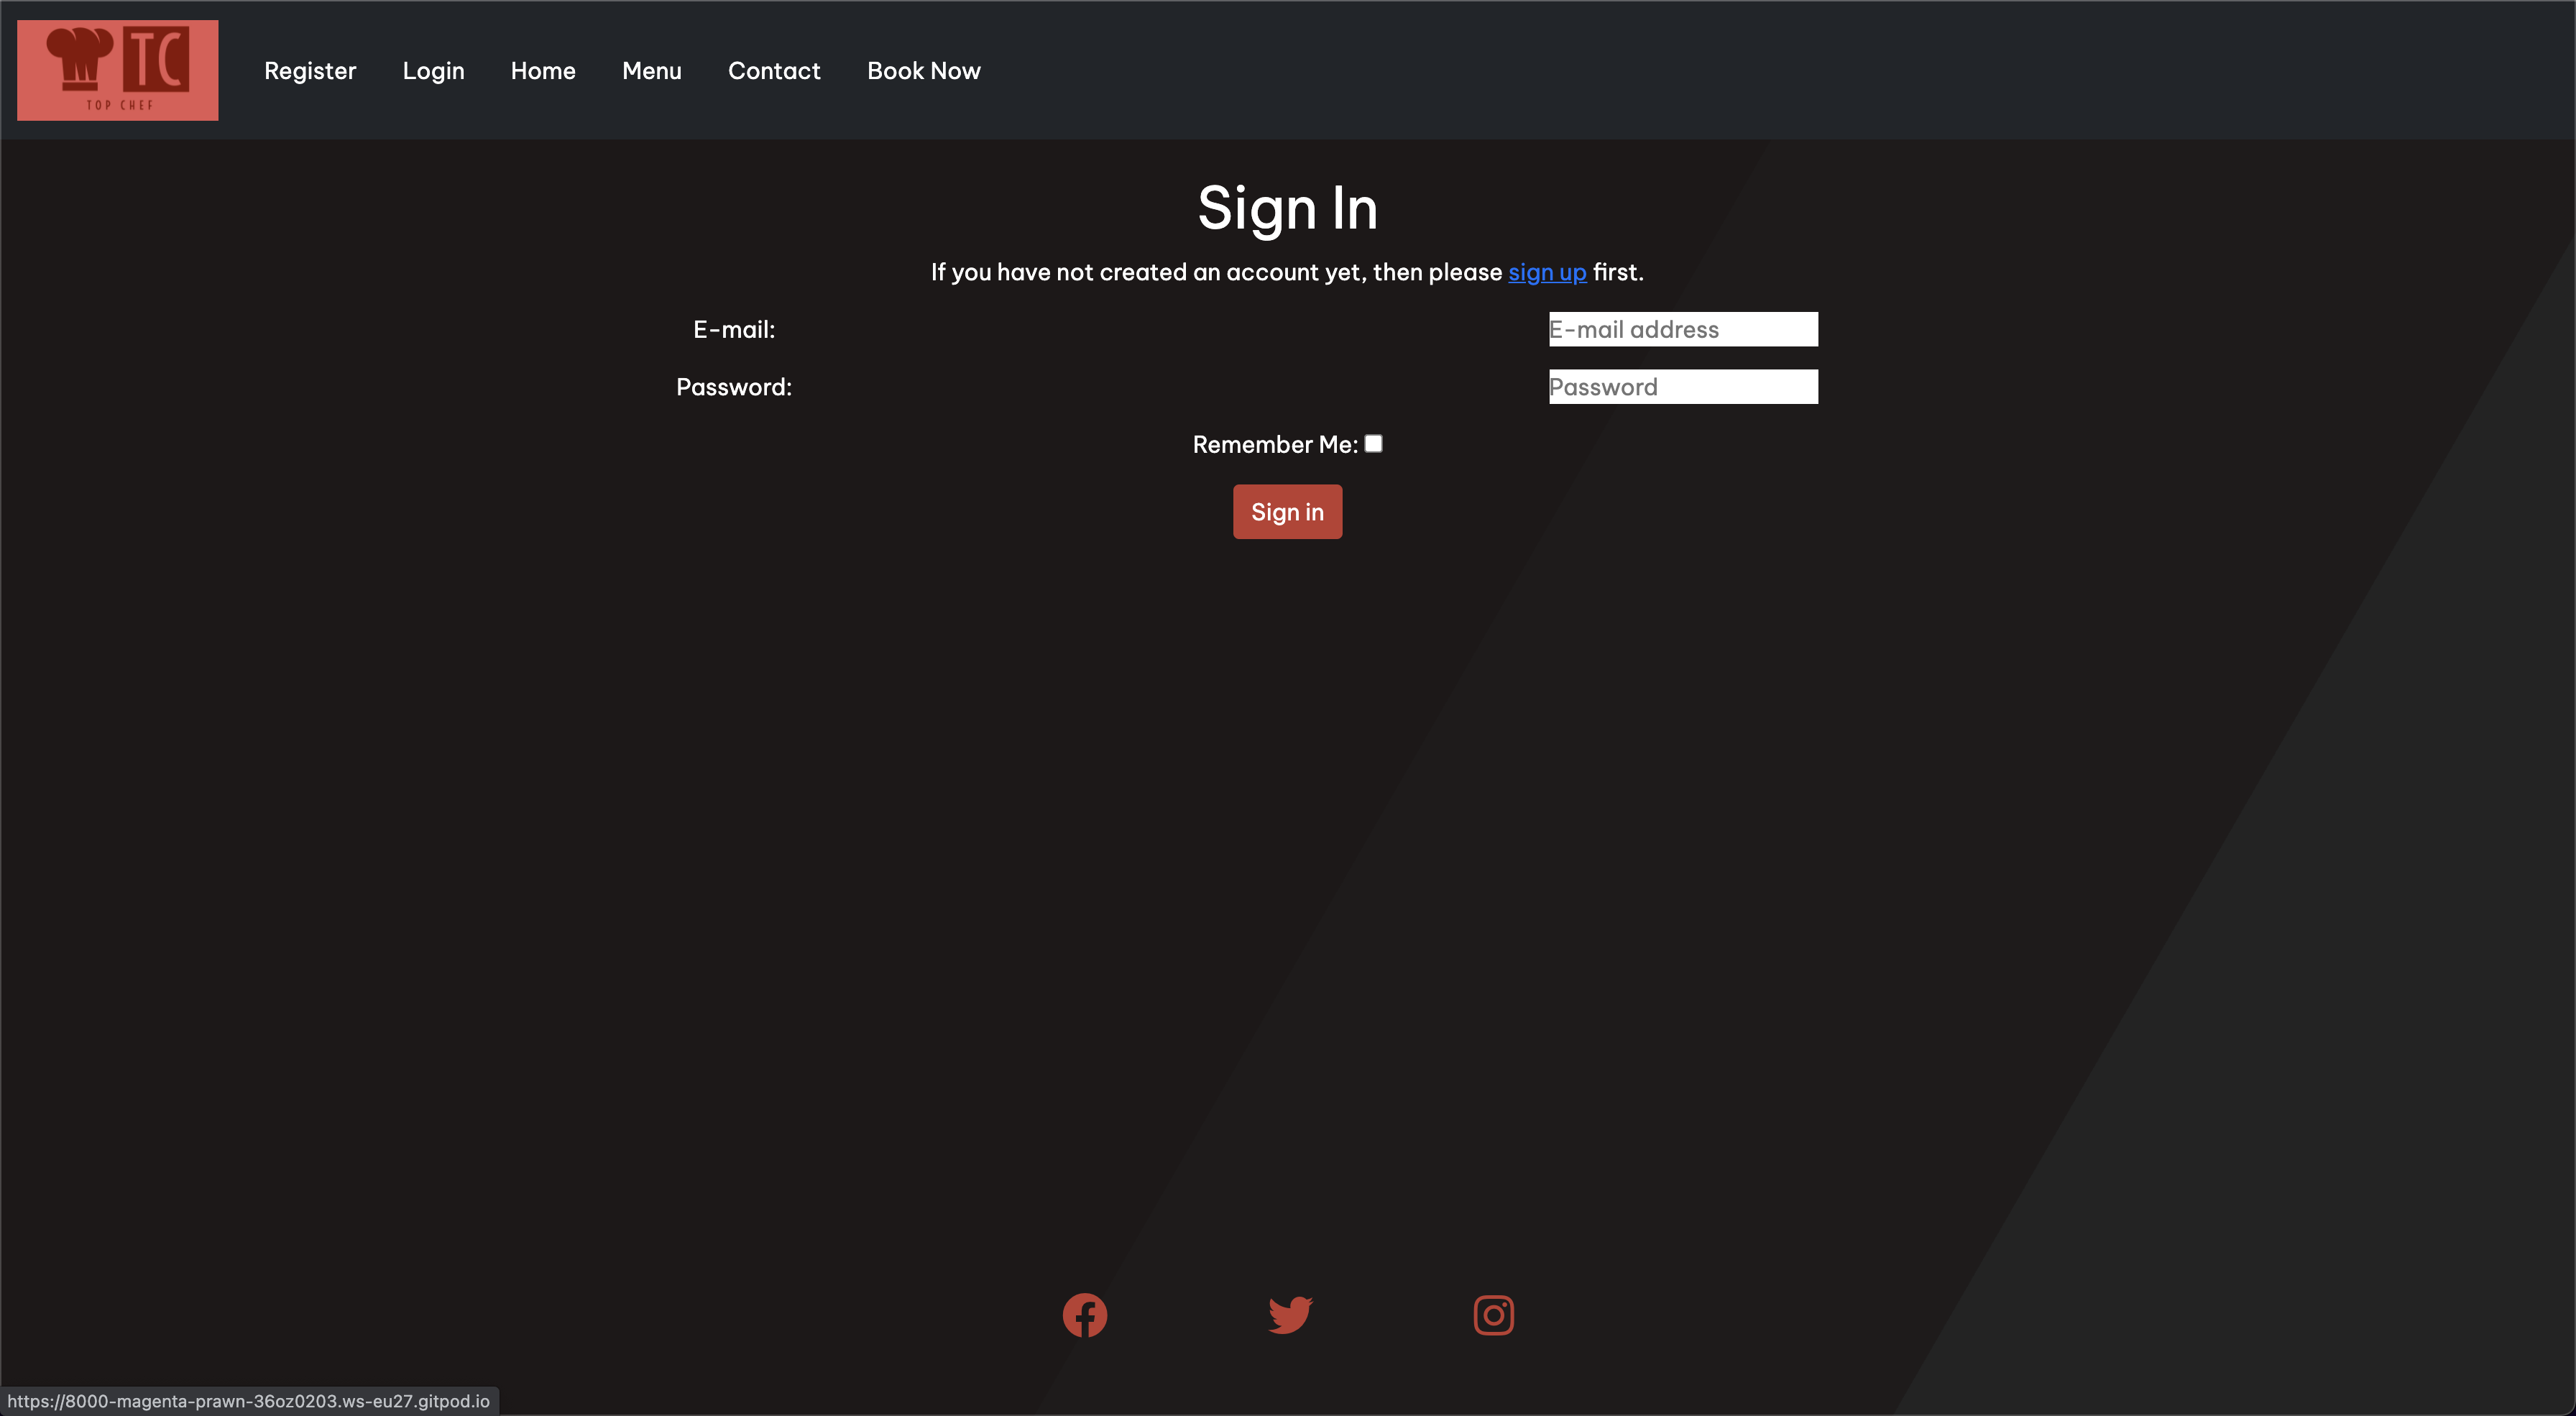 TC
TOP CHEF
Register Login Home Menu Contact Book Now
Sign In
If you have not created an account yet, then please sign up first.
E-mail: E-mail address
Password: Password
Remember Me:
Sign in
https://8000-magenta-prawn-36oz0203.ws-eu27.gitpod.io